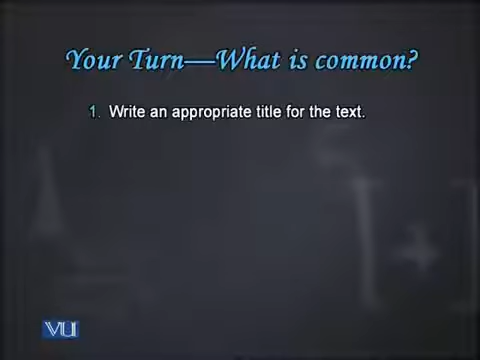 Your Turn—What is common?
1. Write an appropriate title for the text.
VU